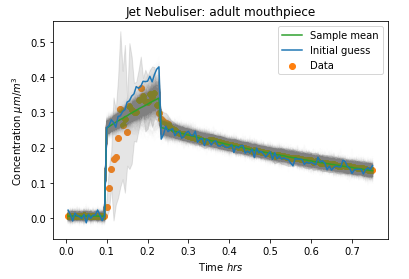 Jet Nebuliser: adult mouthpiece
Sample mean
Initial guess
Data
Concentration μm/m³
0.5
0.4
0.3
0.2
0.1
0.0
0.0 0.1 0.2 0.3 0.4 0.5 0.6 0.7
Time hrs